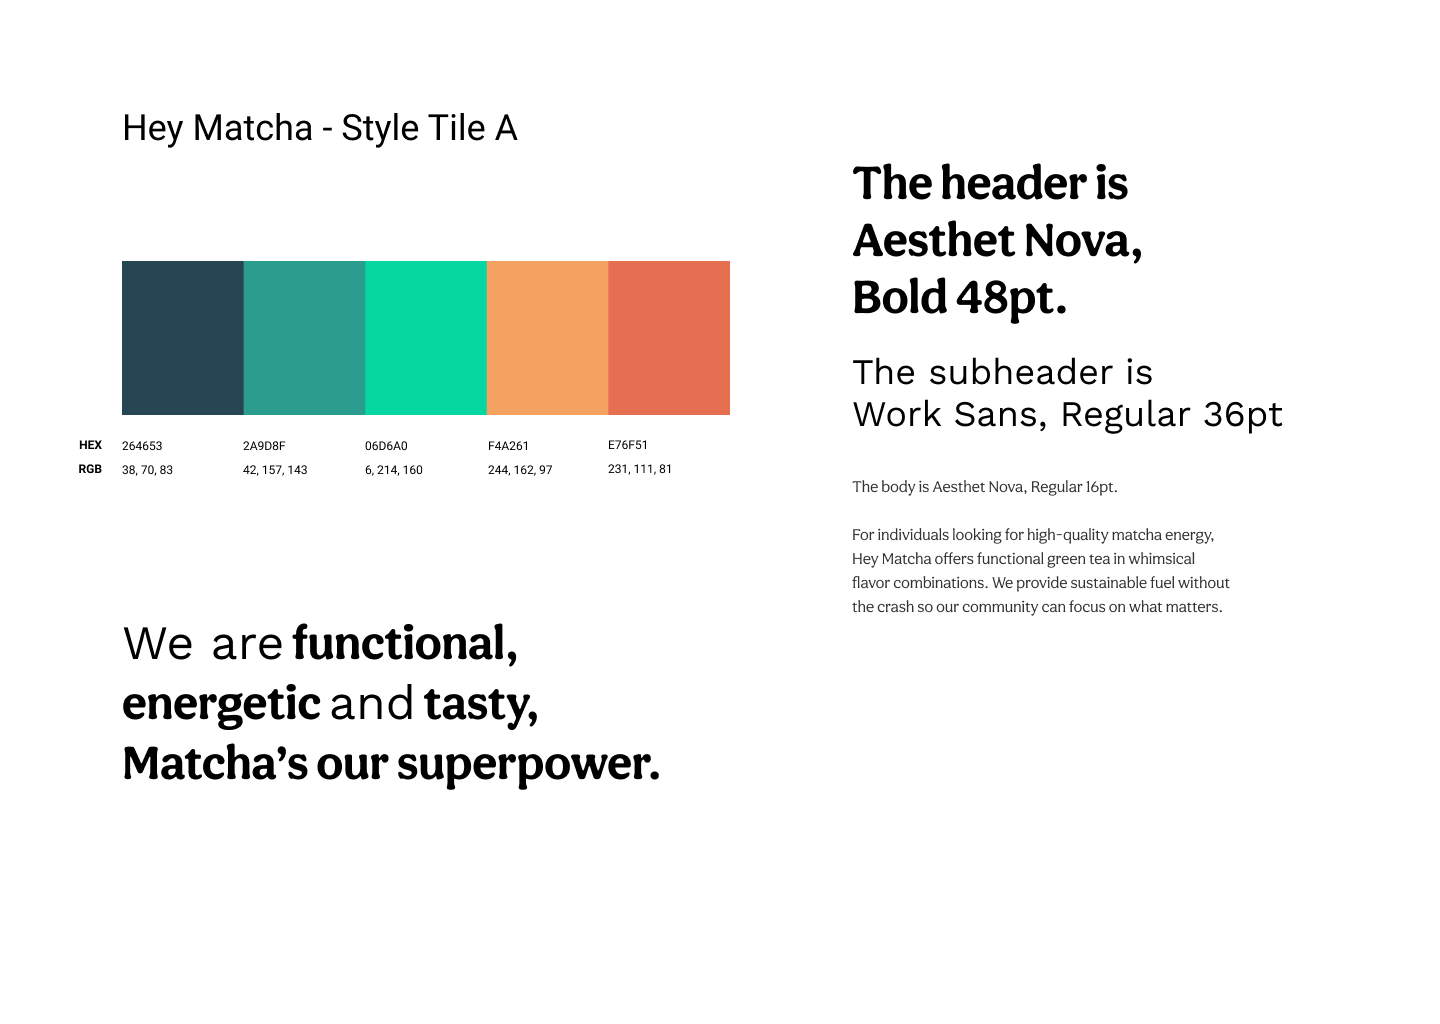 Hey Matcha - Style Tile A
HEX 264653 2A9D8F 06D6A0 F4A261 E76F51
RGB 38, 70, 83 42, 157, 143 6, 214, 160 244, 162, 97 231, 111, 81
We are functional,
energetic and tasty,
Matcha’s our superpower.
The header is
Aesthet Nova,
Bold 48pt.
The subheader is
Work Sans, Regular 36pt
The body is Aesthet Nova, Regular 16pt.
For individuals looking for high-quality matcha energy,
Hey Matcha offers functional green tea in whimsical
flavor combinations. We provide sustainable fuel without
the crash so our community can focus on what matters.